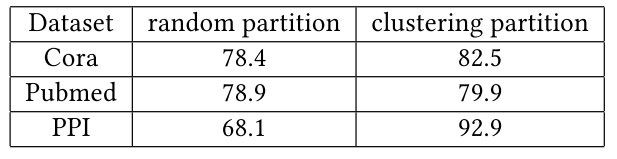 Dataset random partition clustering partition
Cora 78.4 82.5
Pubmed 78.9 79.9
PPI 68.1 92.9